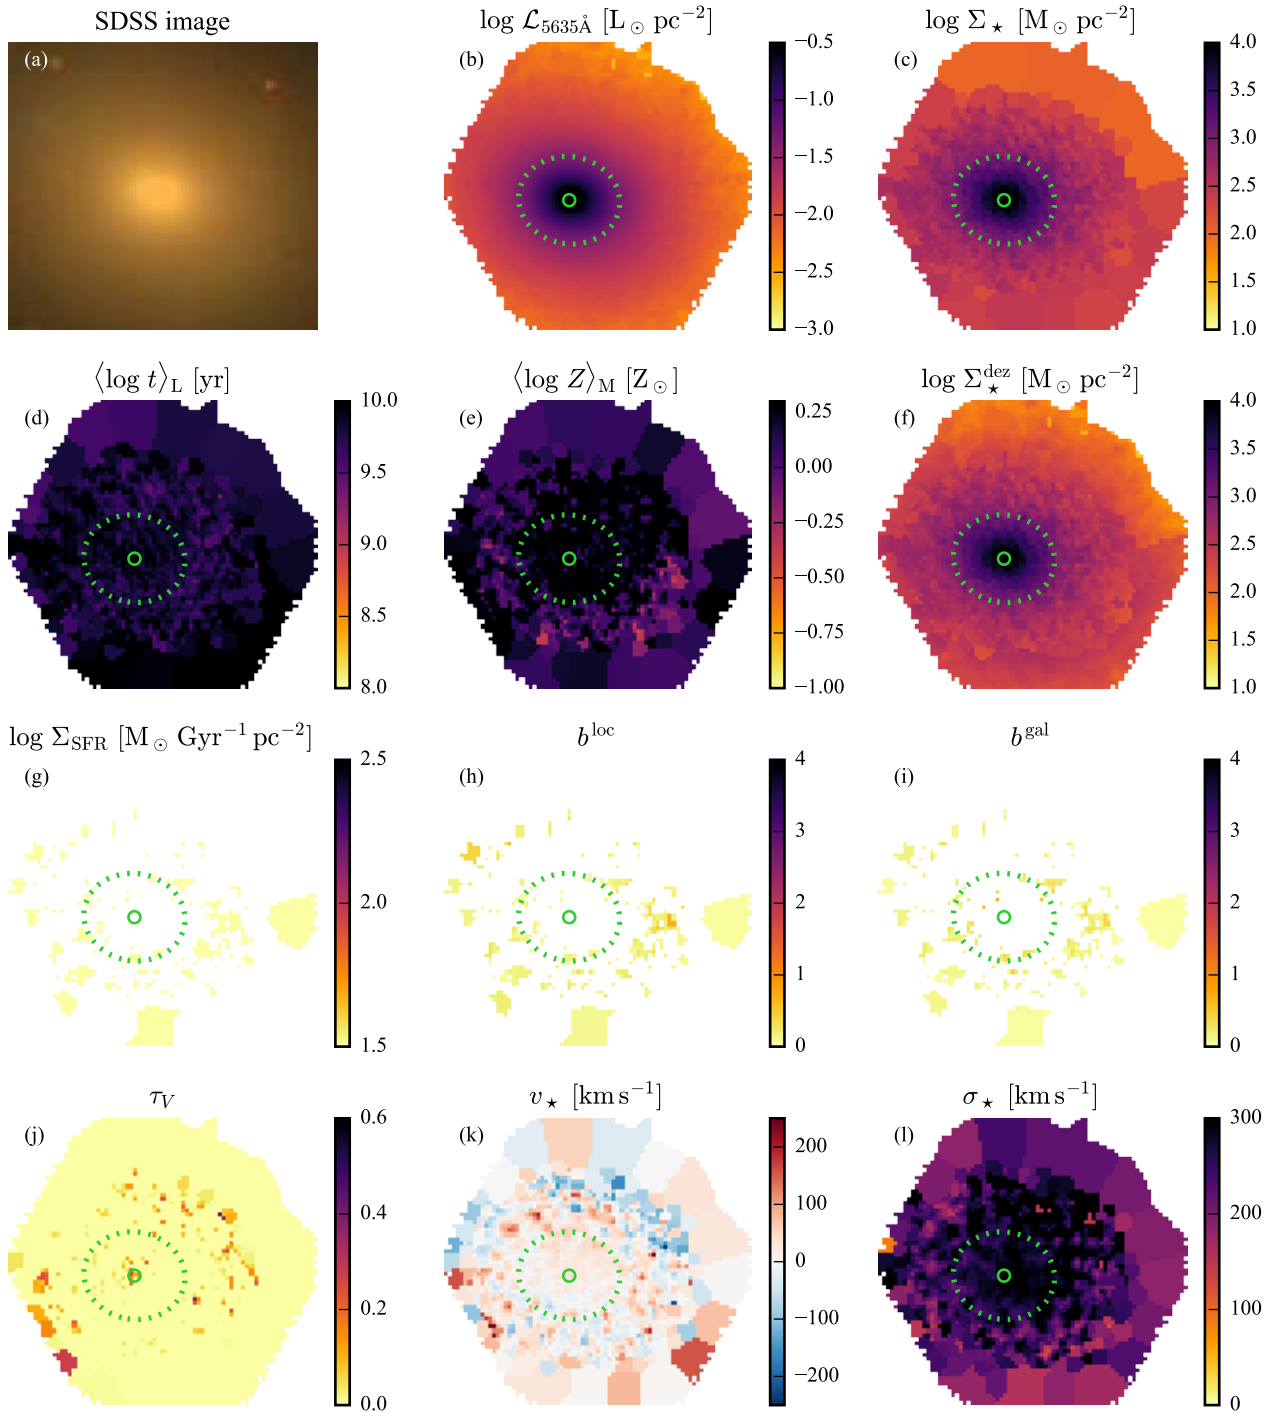 SDSS image
log ℒ₅₆₃₅Å [L☉ pc⁻²]
log Σ⋆ [M☉ pc⁻²]
(a)
(b)
−0.5
−1.0
−1.5
−2.0
−2.5
−3.0
(c)
4.0
3.5
3.0
2.5
2.0
1.5
1.0
⟨log t⟩L [yr]
⟨log Z⟩M [Z☉]
log Σ⋆^dez [M☉ pc⁻²]
(d)
10.0
9.5
9.0
8.5
8.0
(e)
0.25
0.00
−0.25
−0.50
−0.75
−1.00
(f)
4.0
3.5
3.0
2.5
2.0
1.5
1.0
log Σ_SFR [M☉ Gyr⁻¹ pc⁻²]
b^loc
b^gal
(g)
2.5
2.0
1.5
(h)
4
3
2
1
0
(i)
4
3
2
1
0
τ_V
v⋆ [km s⁻¹]
σ⋆ [km s⁻¹]
(j)
0.6
0.4
0.2
0.0
(k)
200
100
0
−100
−200
(l)
300
200
100
0